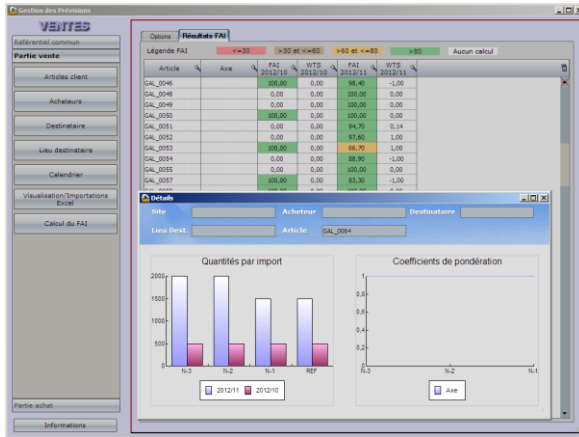 Gestion des Prévisions
VENTES
Référentiel commun
Partie vente
Articles client
Acheteurs
Destinataire
Lieu destinataire
Calendrier
Visualisation/Importations Excel
Calcul du FAI
Partie achat
Informations
Options Résultats FAI
Légende FAI <=30 >30 et <=60 >60 et <=80 >80 Aucun calcul
Article Axe FAI 2012/10 WTS 2012/10 FAI 2012/11 WTS 2012/11
GAL_0046 100,00 0,00 98,40 -1,00
GAL_0048 0,00 0,00 100,00 0,00
GAL_0049 0,00 0,00 100,00 0,00
GAL_0050 100,00 0,00 100,00 0,00
GAL_0051 0,00 0,00 94,70 0,14
GAL_0052 0,00 0,00 97,60 1,00
GAL_0053 100,00 0,00 66,70 1,00
GAL_0054 0,00 0,00 88,90 -1,00
GAL_0055 0,00 0,00 100,00 0,00
GAL_0057 100,00 0,00 83,30 -1,00
Détails
Site Acheteur Destinataire
Lieu Dest. Article GAL_0064
Quantités par import
2000
1500
1000
500
0
N-3 N-2 N-1 REF
2012/11 2012/10
Coefficients de pondération
1
0,8
0,6
0,4
0,2
0
N-3 N-2 N-1
Axe